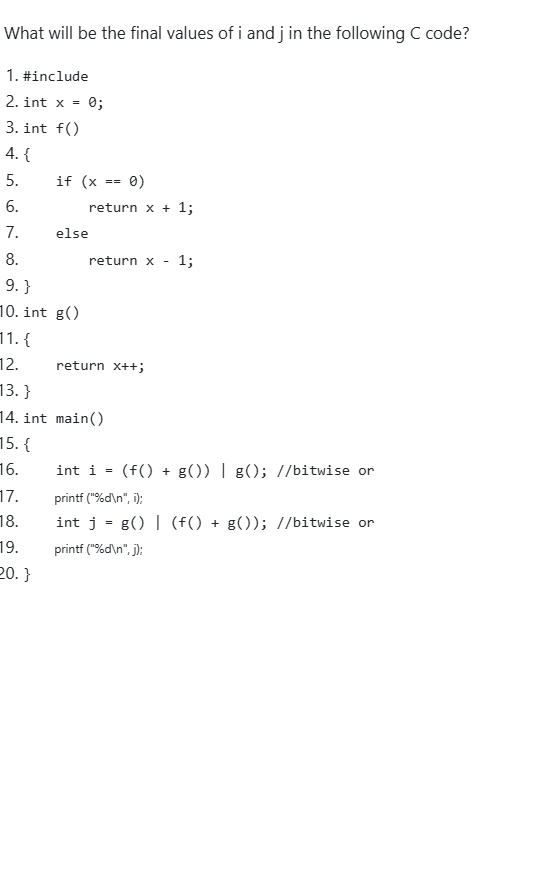 What will be the final values of i and j in the following C code?
1. #include
2. int x = 0;
3. int f()
4. {
5.     if (x == 0)
6.         return x + 1;
7.     else
8.         return x - 1;
9. }
10. int g()
11. {
12.     return x++;
13. }
14. int main()
15. {
16.     int i = (f() + g()) | g(); //bitwise or
17.     printf ("%d\n", i);
18.     int j = g() | (f() + g()); //bitwise or
19.     printf ("%d\n", j);
20. }